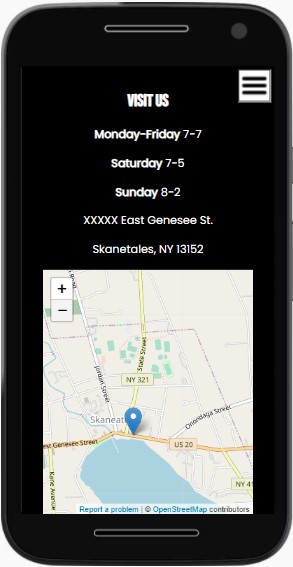 VISIT US
Monday-Friday 7-7
Saturday 7-5
Sunday 8-2
XXXXX East Genesee St.
Skanetales, NY 13152
+
−
State Street
NY 321
Jordan Street
Skaneat
Onondaga Street
est Genesee Street
US 20
Kane Avenue
NY 41
Report a problem | © OpenStreetMap contributors